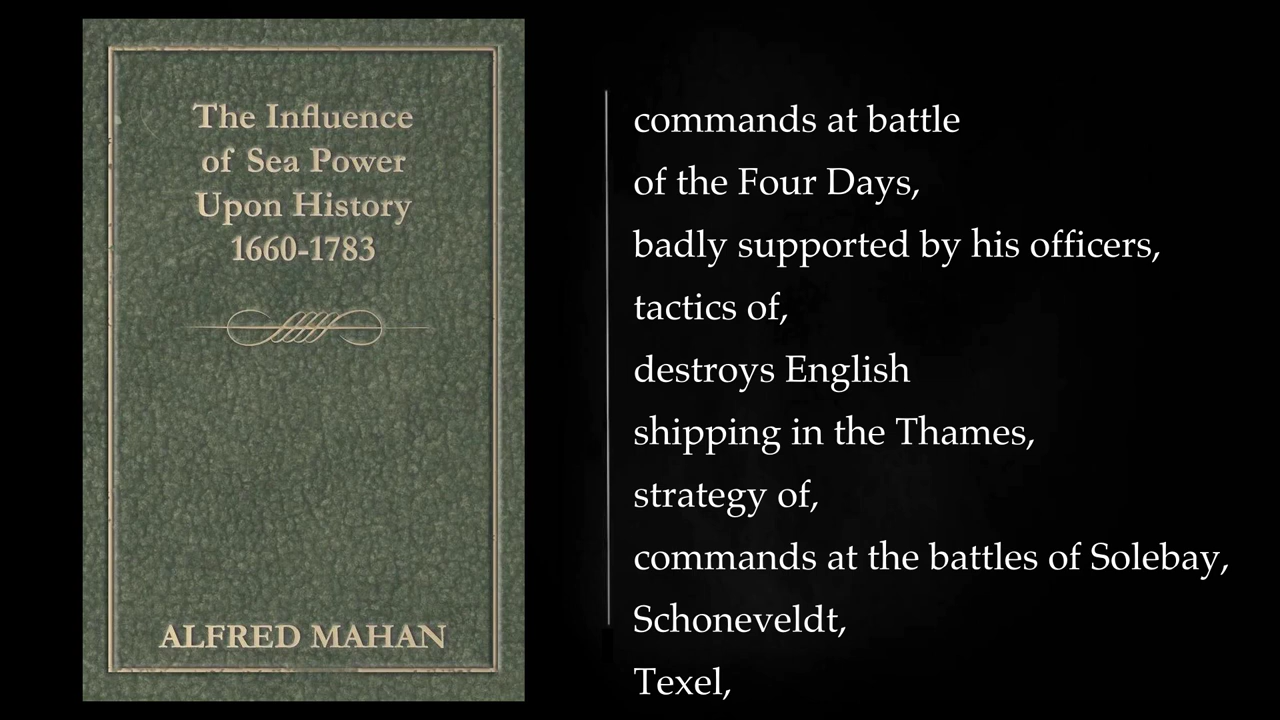 The Influence
of Sea Power
Upon History
1660-1783
ALFRED MAHAN
commands at battle
of the Four Days,
badly supported by his officers,
tactics of,
destroys English
shipping in the Thames,
strategy of,
commands at the battles of Solebay,
Schoneveldt,
Texel,